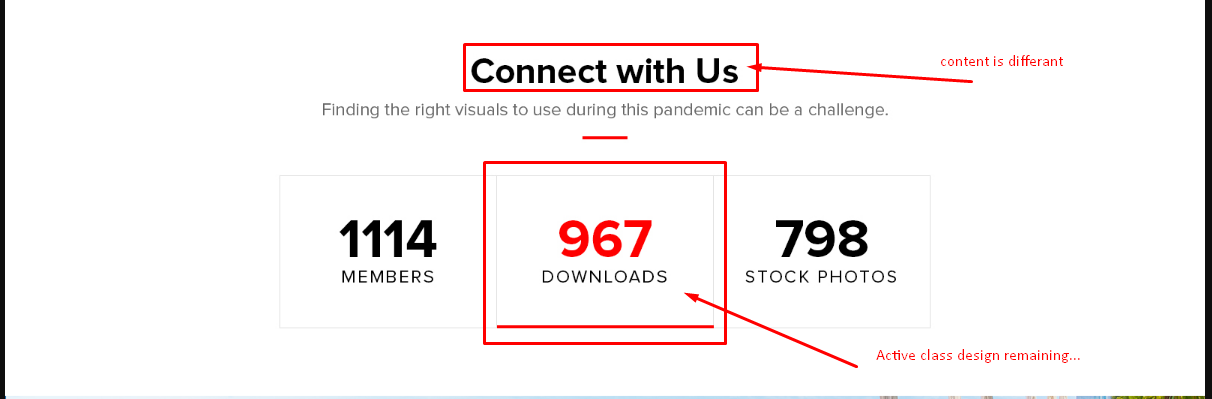 Connect with Us
content is differant
Finding the right visuals to use during this pandemic can be a challenge.
1114
MEMBERS
967
DOWNLOADS
798
STOCK PHOTOS
Active class design remaining...